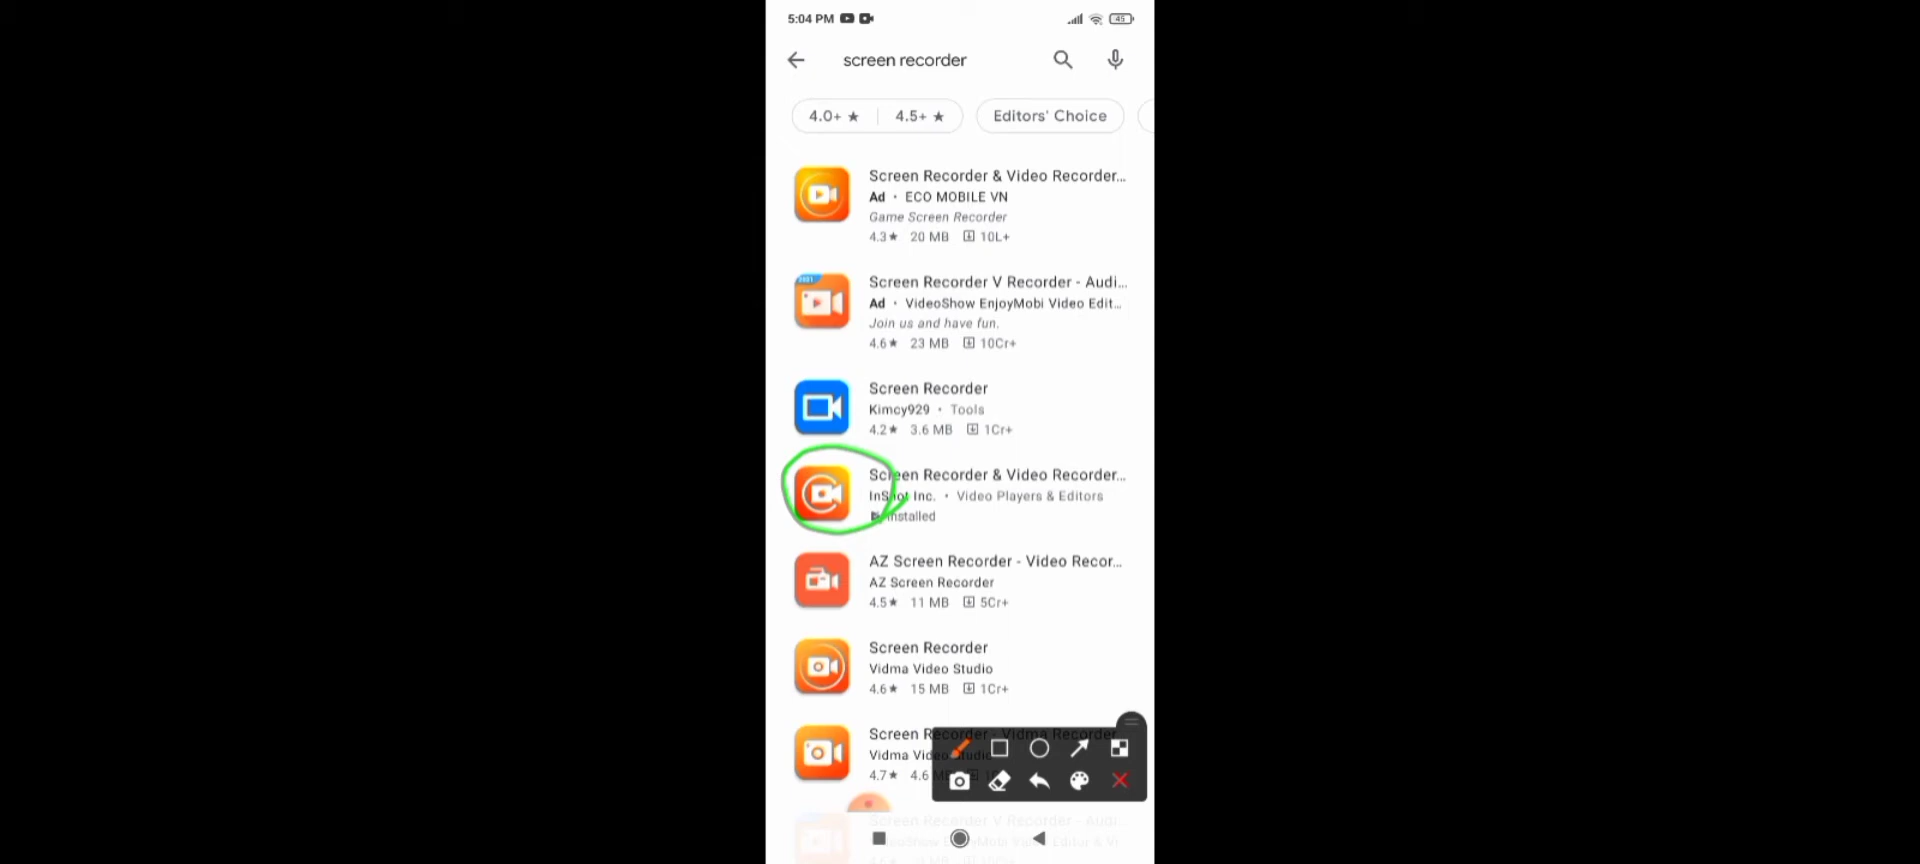 5:04 PM
45
screen recorder
4.0+ ★ 4.5+ ★ Editors' Choice
Screen Recorder & Video Recorder...
Ad • ECO MOBILE VN
Game Screen Recorder
4.3★ 20 MB 10L+
2021
Screen Recorder V Recorder - Audi...
Ad • VideoShow EnjoyMobi Video Edit...
Join us and have fun.
4.6★ 23 MB 10Cr+
Screen Recorder
Kimcy929 • Tools
4.2★ 3.6 MB 1Cr+
Screen Recorder & Video Recorder...
InShot Inc. • Video Players & Editors
Installed
AZ Screen Recorder - Video Recor...
AZ Screen Recorder
4.5★ 11 MB 5Cr+
Screen Recorder
Vidma Video Studio
4.6★ 15 MB 1Cr+
Screen Recorder - Vidma Recorder
Vidma Video Studio
4.7★ 4.6
Screen Recorder V Recorder - Audi...